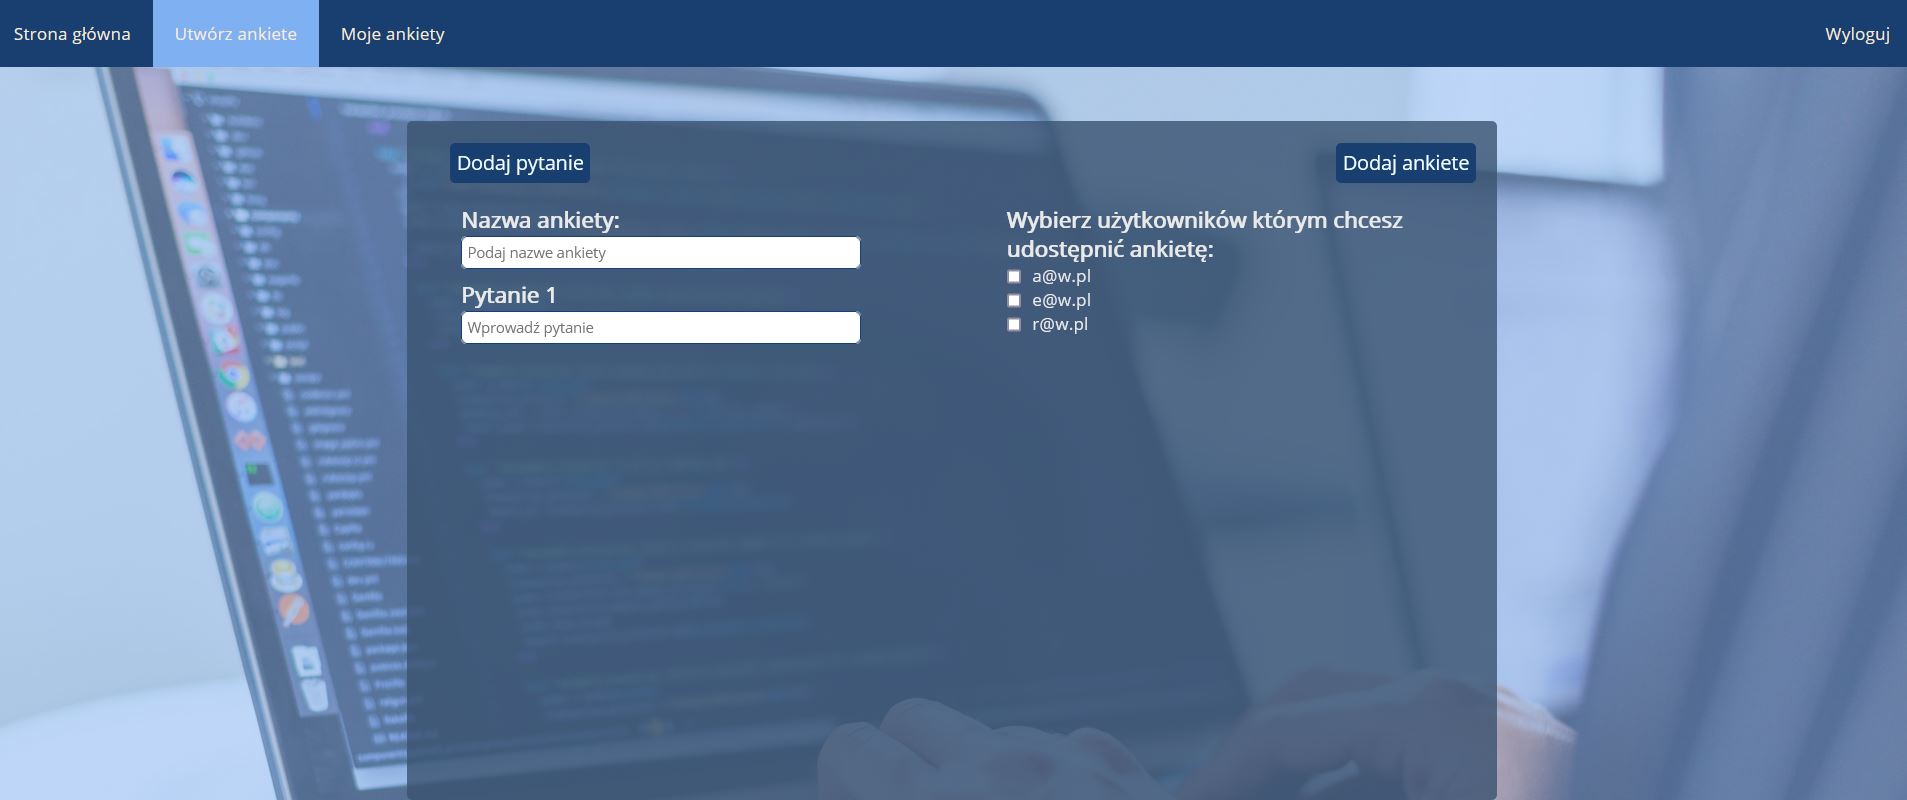 Strona główna
Utwórz ankiete
Moje ankiety
Wyloguj
Dodaj pytanie
Dodaj ankiete
Nazwa ankiety:
Podaj nazwe ankiety
Pytanie 1
Wprowadź pytanie
Wybierz użytkowników którym chcesz
udostępnić ankietę:
a@w.pl
e@w.pl
r@w.pl